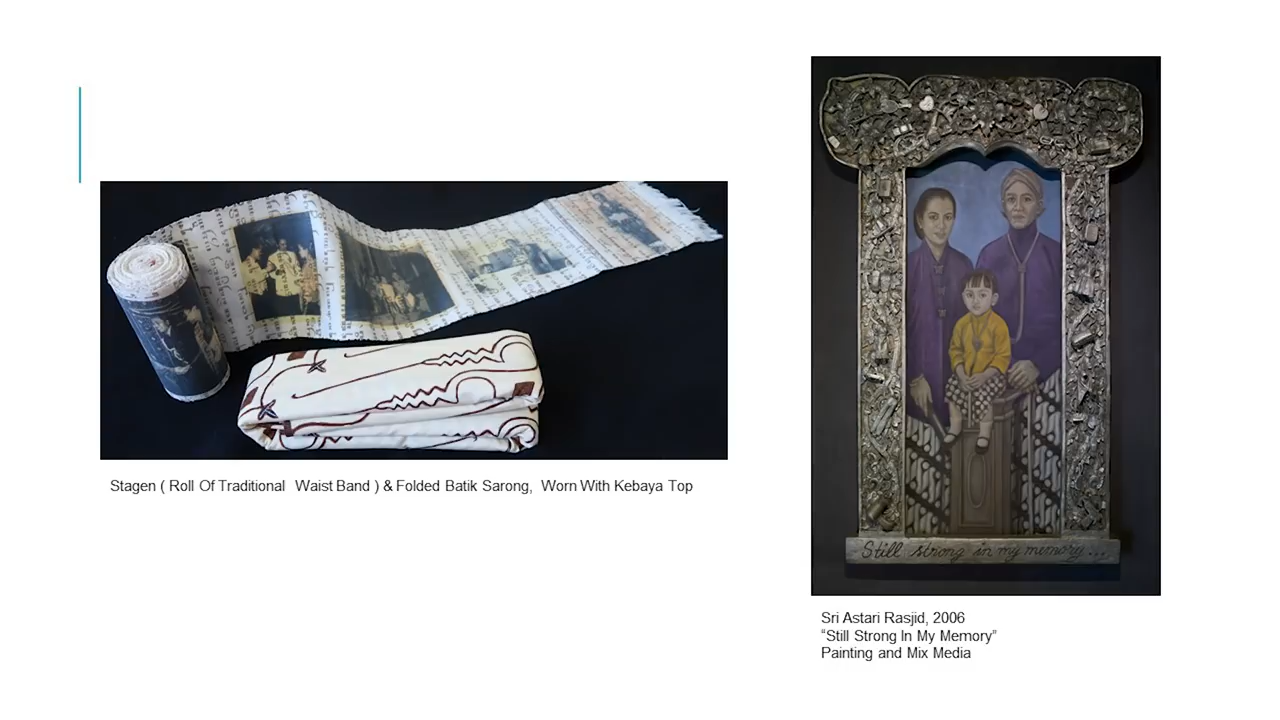 Stagen ( Roll Of Traditional Waist Band ) & Folded Batik Sarong, Worn With Kebaya Top
Still strong in my memory...
Sri Astari Rasjid, 2006
“Still Strong In My Memory”
Painting and Mix Media